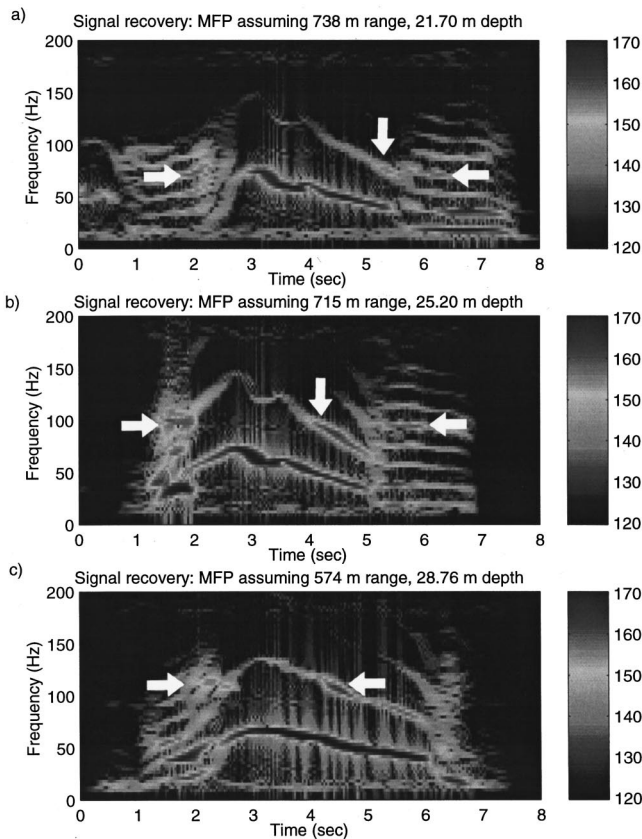 a)
Signal recovery: MFP assuming 738 m range, 21.70 m depth
200
150
100
50
0
Frequency (Hz)
0 1 2 3 4 5 6 7 8
Time (sec)
170
160
150
140
130
120
b)
Signal recovery: MFP assuming 715 m range, 25.20 m depth
200
150
100
50
0
Frequency (Hz)
0 1 2 3 4 5 6 7 8
Time (sec)
170
160
150
140
130
120
c)
Signal recovery: MFP assuming 574 m range, 28.76 m depth
200
150
100
50
0
Frequency (Hz)
0 1 2 3 4 5 6 7 8
Time (sec)
170
160
150
140
130
120